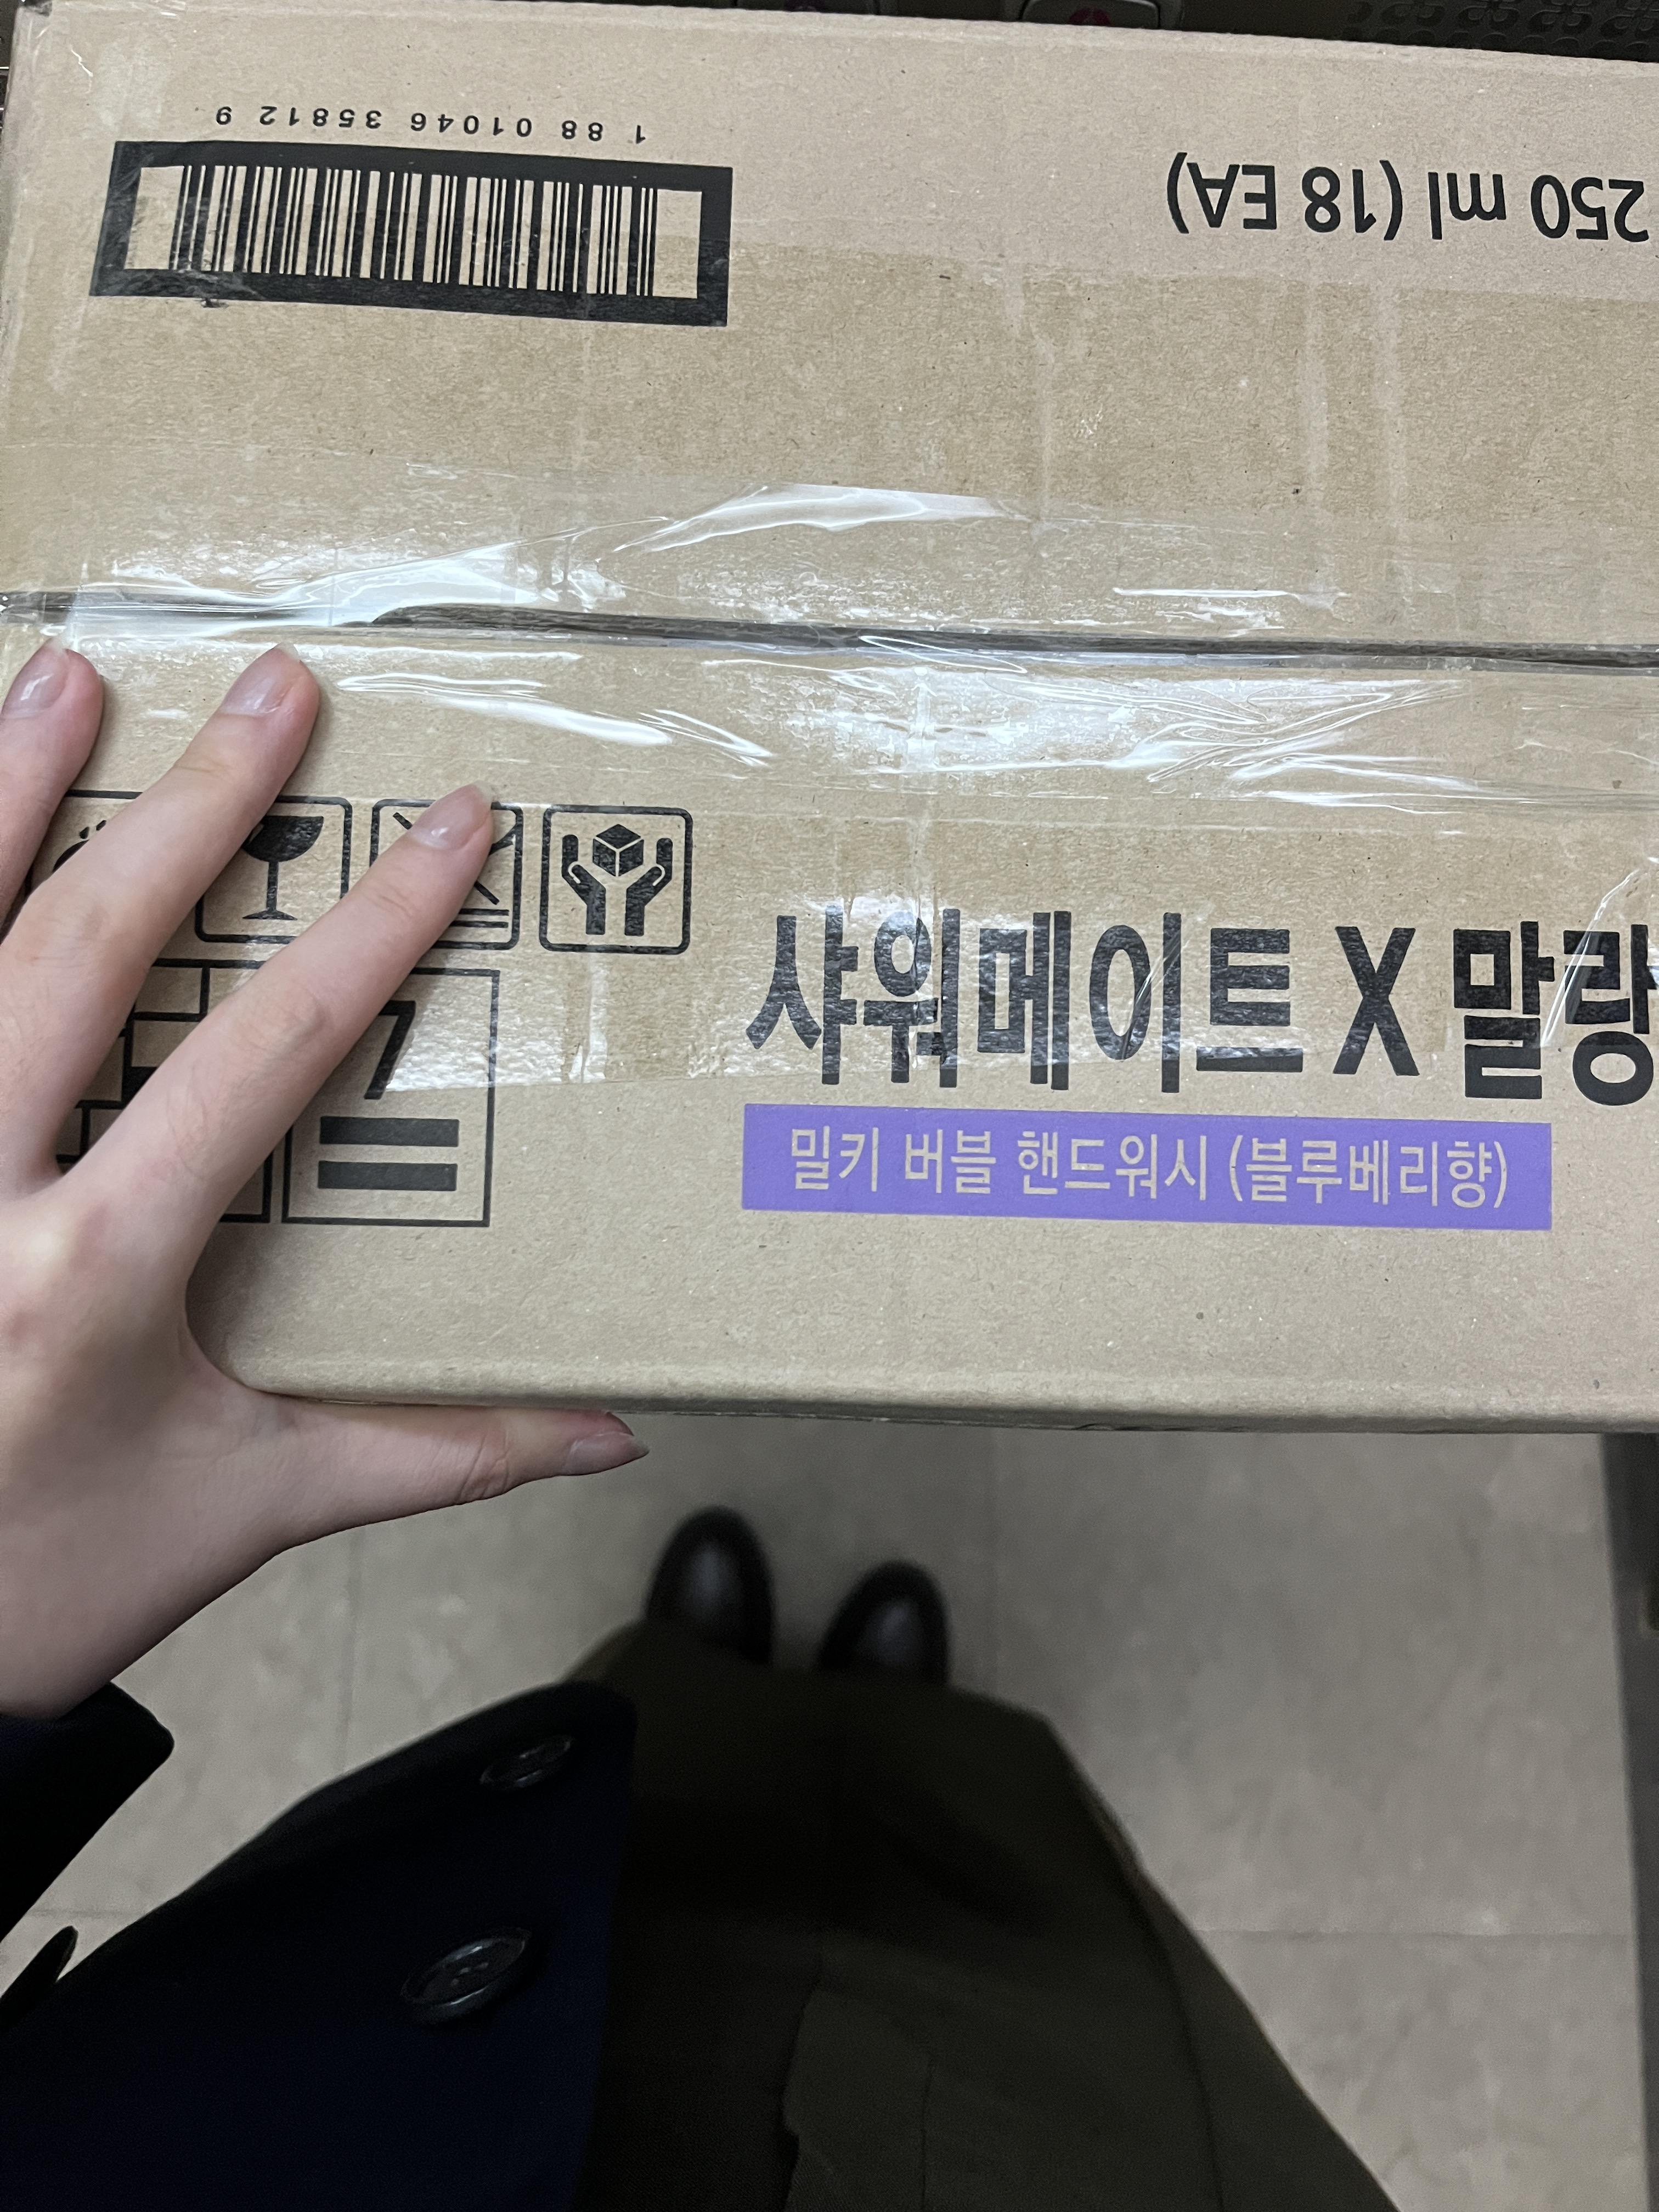 1 88 01046 35812 9
250 ml (18 EA)
샤워메이트 X 말랑
7
밀키 버블 핸드워시 (블루베리향)